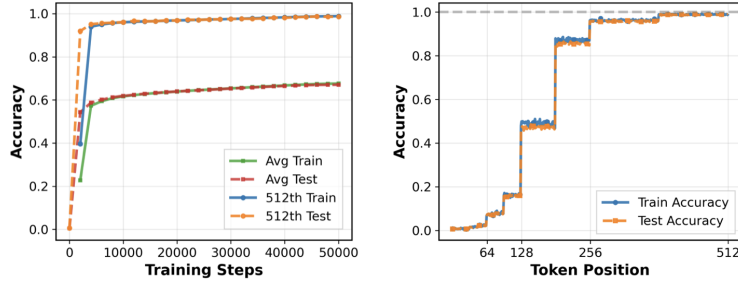 1.0
0.8
0.6
0.4
0.2
0.0
Accuracy
0
10000
20000
30000
40000
50000
Training Steps
Avg Train
Avg Test
512th Train
512th Test
1.0
0.8
0.6
0.4
0.2
0.0
Accuracy
64
128
256
512
Token Position
Train Accuracy
Test Accuracy